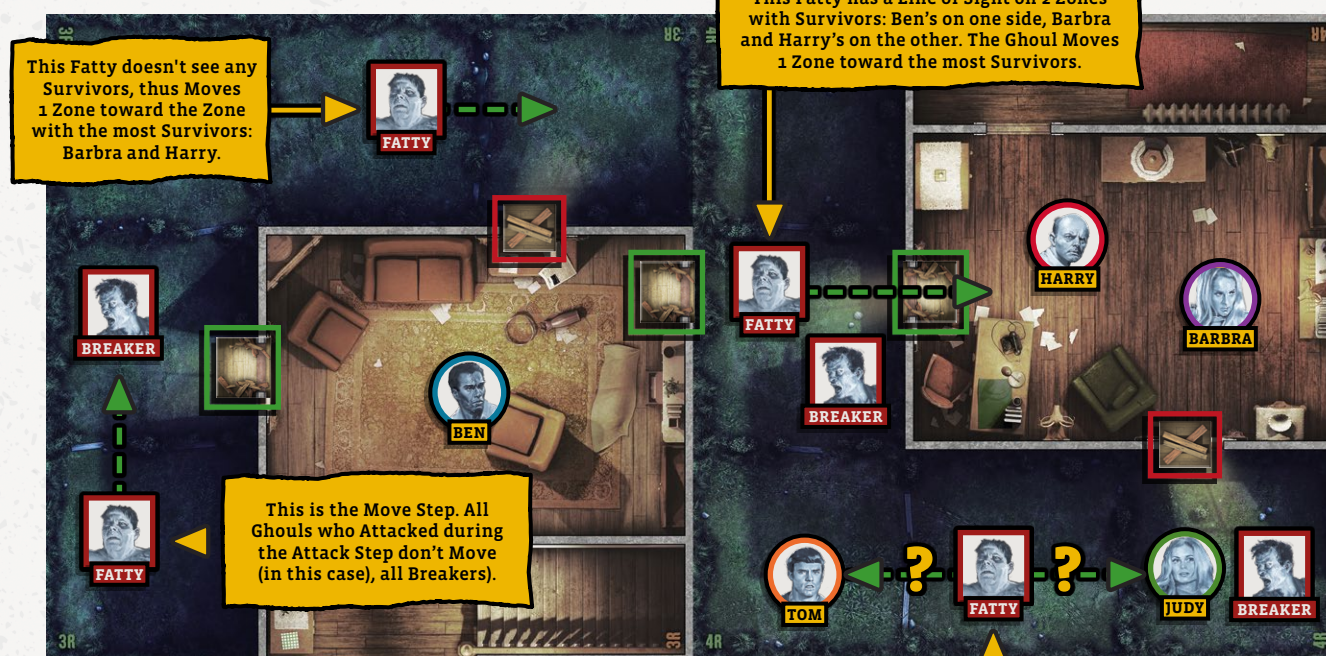 This Fatty has a Line of Sight on 2 Zones
with Survivors: Ben's on one side, Barbra
and Harry's on the other. The Ghoul Moves
1 Zone toward the most Survivors.
This Fatty doesn't see any
Survivors, thus Moves
1 Zone toward the Zone
with the most Survivors:
Barbra and Harry.
3R
4R
4R
FATTY
HARRY
BREAKER
FATTY
BARBRA
BREAKER
BEN
This is the Move Step. All
Ghouls who Attacked during
the Attack Step don't Move
(in this case), all Breakers).
FATTY
?
?
TOM
FATTY
JUDY
BREAKER
3R
3R
4R